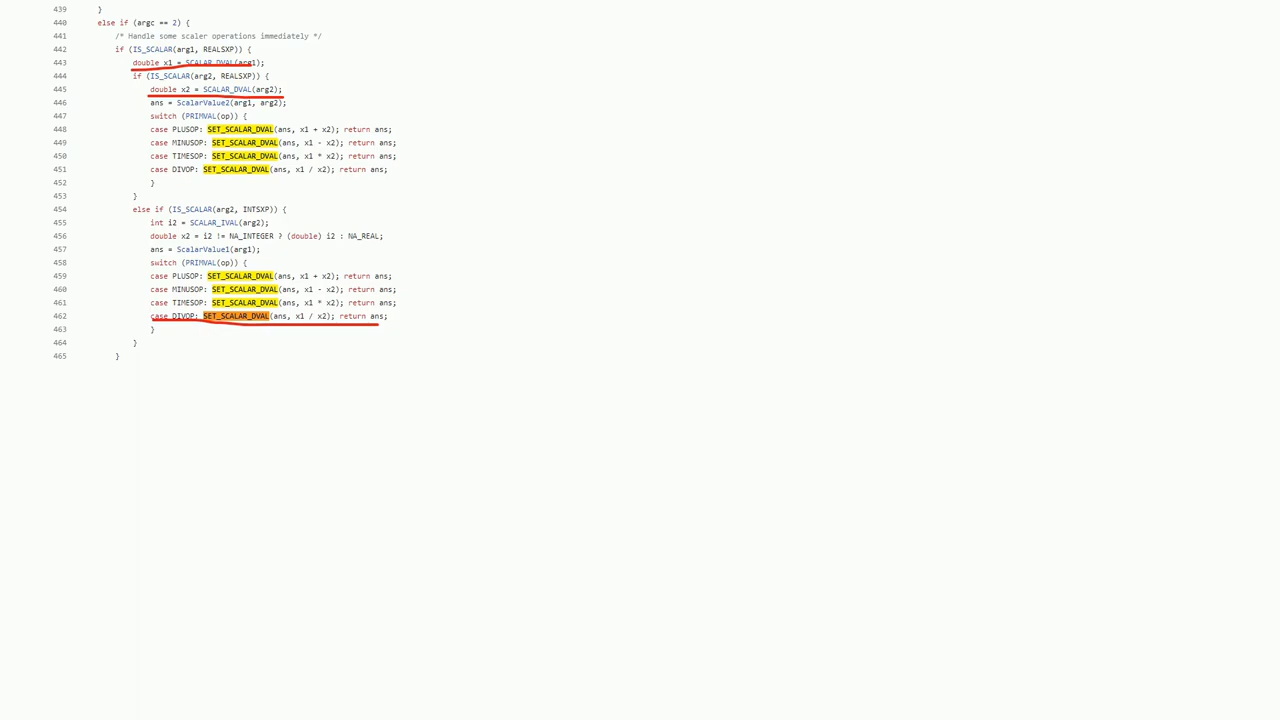 439 }
440 else if (argc == 2) {
441 /* Handle some scaler operations immediately */
442 if (IS_SCALAR(arg1, REALSXP)) {
443 double x1 = SCALAR_DVAL(arg1);
444 if (IS_SCALAR(arg2, REALSXP)) {
445 double x2 = SCALAR_DVAL(arg2);
446 ans = ScalarValue2(arg1, arg2);
447 switch (PRIMVAL(op)) {
448 case PLUSOP: SET_SCALAR_DVAL(ans, x1 + x2); return ans;
449 case MINUSOP: SET_SCALAR_DVAL(ans, x1 - x2); return ans;
450 case TIMESOP: SET_SCALAR_DVAL(ans, x1 * x2); return ans;
451 case DIVOP: SET_SCALAR_DVAL(ans, x1 / x2); return ans;
452 }
453 }
454 else if (IS_SCALAR(arg2, INTSXP)) {
455 int i2 = SCALAR_IVAL(arg2);
456 double x2 = i2 != NA_INTEGER ? (double) i2 : NA_REAL;
457 ans = ScalarValue1(arg1);
458 switch (PRIMVAL(op)) {
459 case PLUSOP: SET_SCALAR_DVAL(ans, x1 + x2); return ans;
460 case MINUSOP: SET_SCALAR_DVAL(ans, x1 - x2); return ans;
461 case TIMESOP: SET_SCALAR_DVAL(ans, x1 * x2); return ans;
462 case DIVOP: SET_SCALAR_DVAL(ans, x1 / x2); return ans;
463 }
464 }
465 }